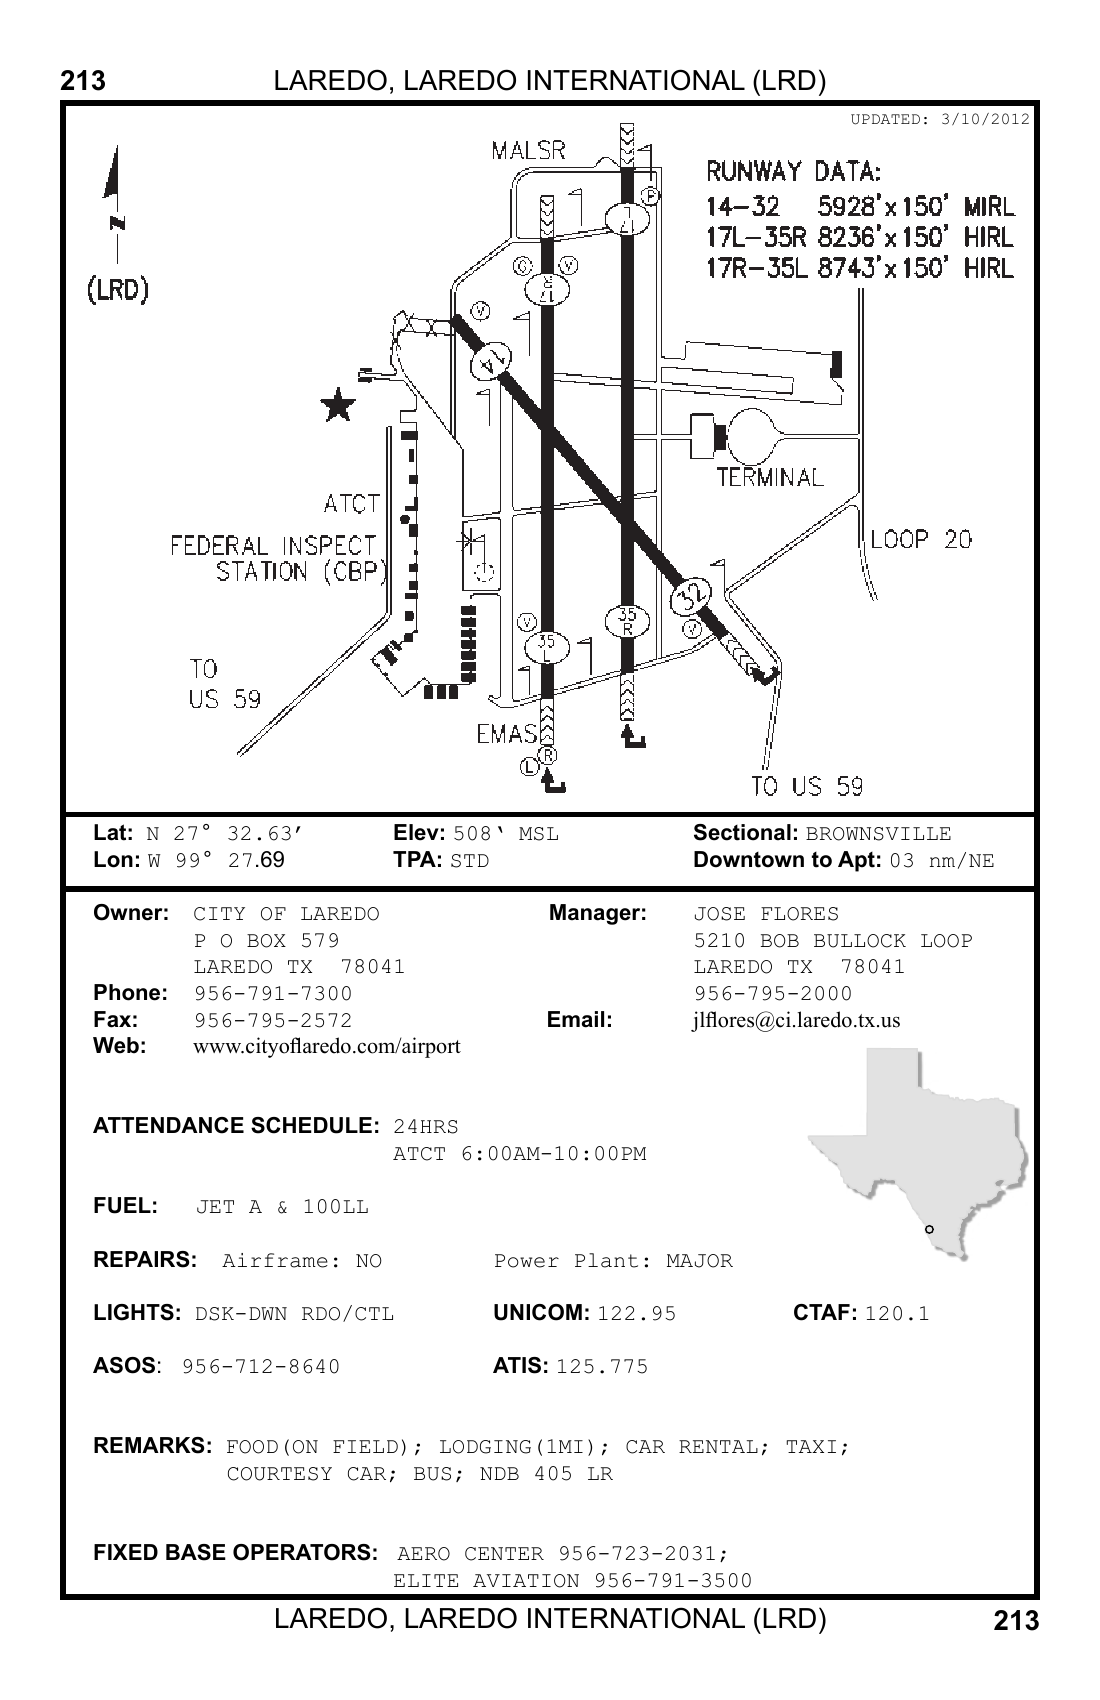 213 LAREDO, LAREDO INTERNATIONAL (LRD)
UPDATED: 3/10/2012
MALSR
RUNWAY DATA:
14-32 5928'x150' MIRL
17L-35R 8236'x150' HIRL
17R-35L 8743'x150' HIRL
N
(LRD)
P
17
L
G V
17
R
V
14
TERMINAL
ATCT
FEDERAL INSPECT
STATION (CBP)
LOOP 20
32
V
35
R
V
35
L
TO
US 59
EMAS
R
L
TO US 59
Lat: N 27° 32.63′ Elev: 508‘ MSL Sectional: BROWNSVILLE
Lon: W 99° 27.69 TPA: STD Downtown to Apt: 03 nm/NE
Owner: CITY OF LAREDO Manager: JOSE FLORES
P O BOX 579 5210 BOB BULLOCK LOOP
LAREDO TX 78041 LAREDO TX 78041
Phone: 956-791-7300 956-795-2000
Fax: 956-795-2572 Email: jlflores@ci.laredo.tx.us
Web: www.cityoflaredo.com/airport
ATTENDANCE SCHEDULE: 24HRS
ATCT 6:00AM-10:00PM
FUEL: JET A & 100LL
REPAIRS: Airframe: NO Power Plant: MAJOR
LIGHTS: DSK-DWN RDO/CTL UNICOM: 122.95 CTAF: 120.1
ASOS: 956-712-8640 ATIS: 125.775
REMARKS: FOOD(ON FIELD); LODGING(1MI); CAR RENTAL; TAXI;
COURTESY CAR; BUS; NDB 405 LR
FIXED BASE OPERATORS: AERO CENTER 956-723-2031;
ELITE AVIATION 956-791-3500
LAREDO, LAREDO INTERNATIONAL (LRD) 213